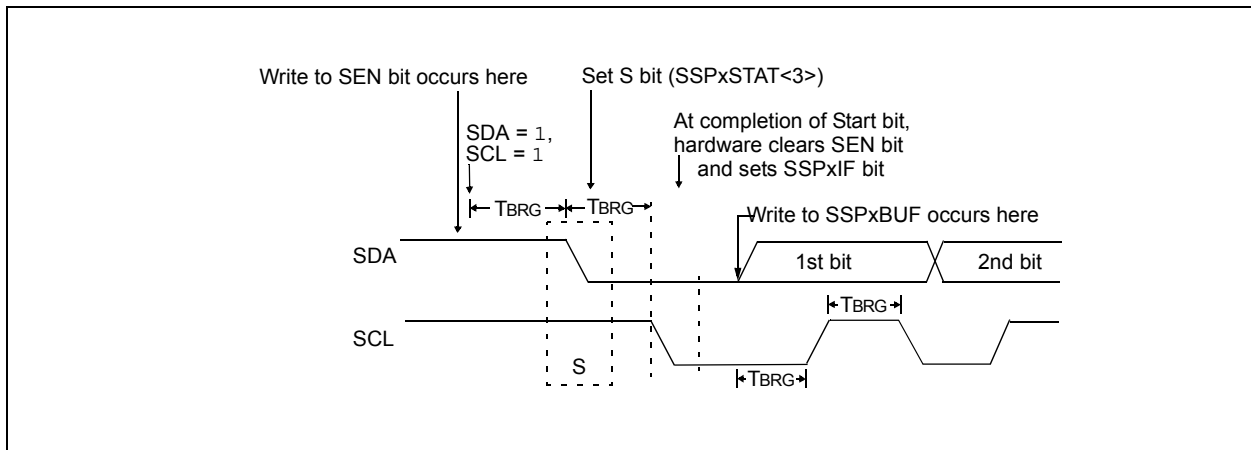 Write to SEN bit occurs here
Set S bit (SSPxSTAT<3>)
SDA = 1,
SCL = 1
At completion of Start bit,
hardware clears SEN bit
and sets SSPxIF bit
TBRG
TBRG
Write to SSPxBUF occurs here
SDA
1st bit
2nd bit
TBRG
SCL
S
TBRG